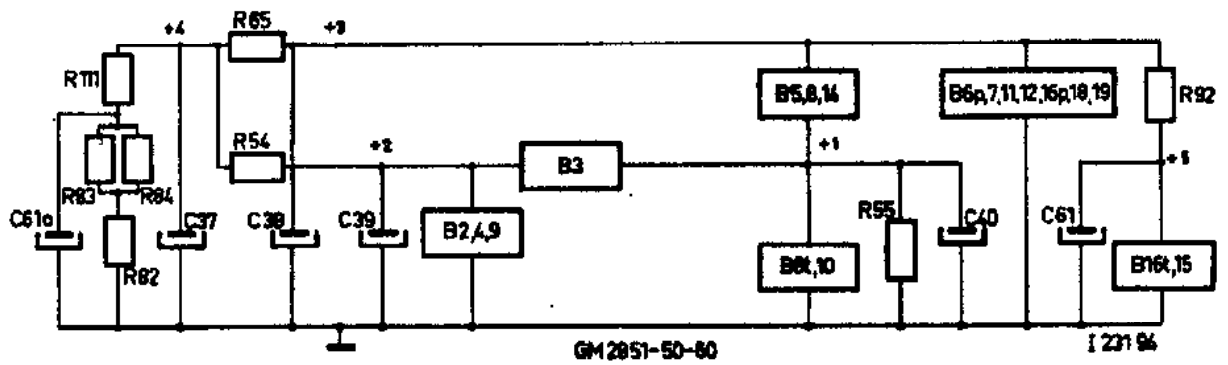 +4 R65 +3
R111 B5,8,14 B6p,7,11,12,16p,18,19 R92
R54 +2 B3 +1 +5
R83 R84
C61a C37 C38 C39 B2,4,9 R55 C40 C61
R82 B6t,10 B16t,15
GM 2851-50-60 I 231 94